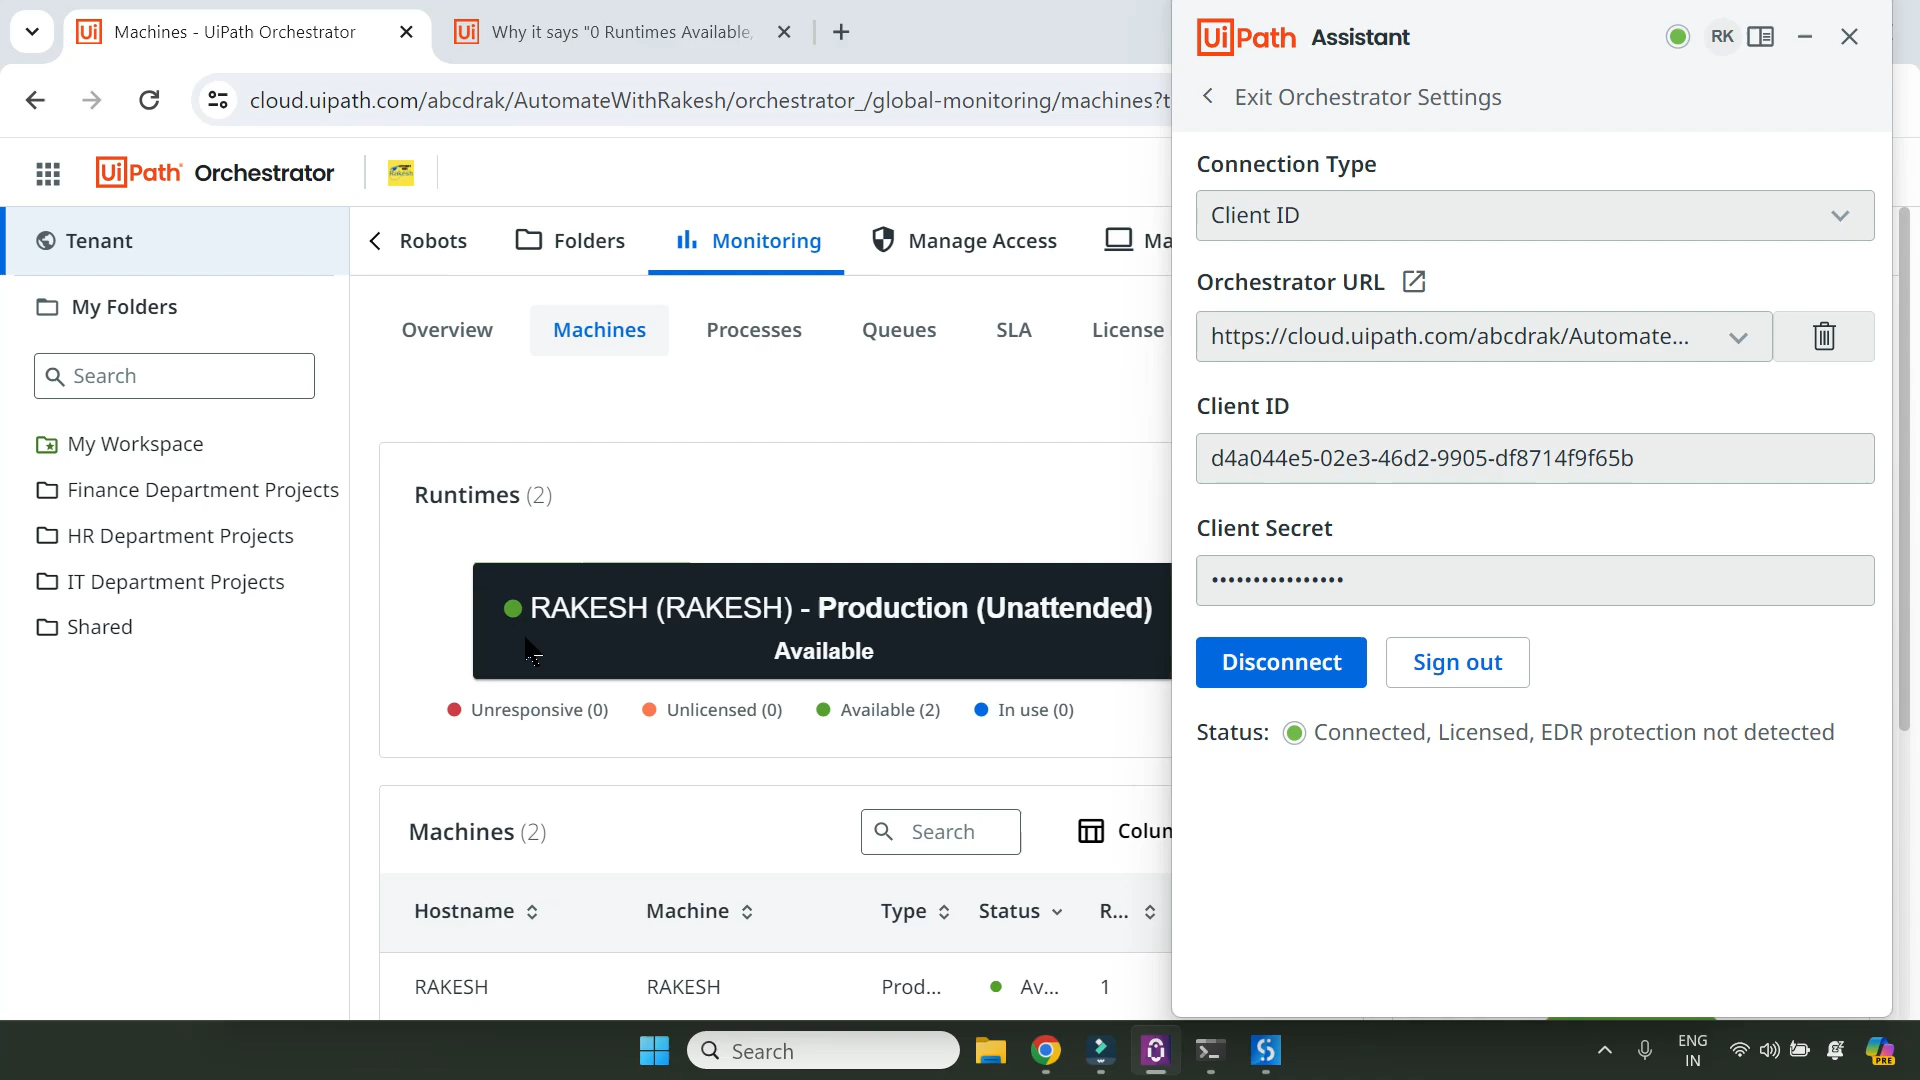 Machines - UiPath Orchestrator
Why it says "0 Runtimes Available,
cloud.uipath.com/abcdrak/AutomateWithRakesh/orchestrator_/global-monitoring/machines?t
UiPath Orchestrator
Tenant
My Folders
Search
My Workspace
Finance Department Projects
HR Department Projects
IT Department Projects
Shared
Robots
Folders
Monitoring
Manage Access
Ma
Overview
Machines
Processes
Queues
SLA
License
Runtimes (2)
RAKESH (RAKESH) - Production (Unattended)
Available
Unresponsive (0)
Unlicensed (0)
Available (2)
In use (0)
Machines (2)
Search
Colun
Hostname
Machine
Type
Status
R...
RAKESH
RAKESH
Prod...
Av...
1
UiPath Assistant
RK
Exit Orchestrator Settings
Connection Type
Client ID
Orchestrator URL
https://cloud.uipath.com/abcdrak/Automate...
Client ID
d4a044e5-02e3-46d2-9905-df8714f9f65b
Client Secret
••••••••••••••••
Disconnect
Sign out
Status: Connected, Licensed, EDR protection not detected
Search
ENG
IN
PRE